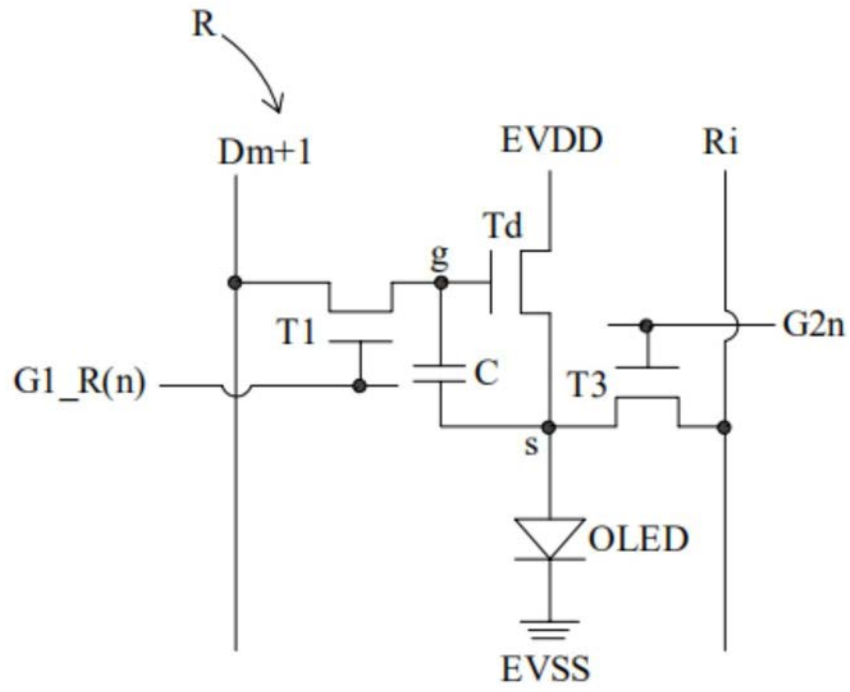 R
Dm+1
EVDD
Ri
Td
g
T1
G2n
G1_R(n)
C
T3
s
OLED
EVSS